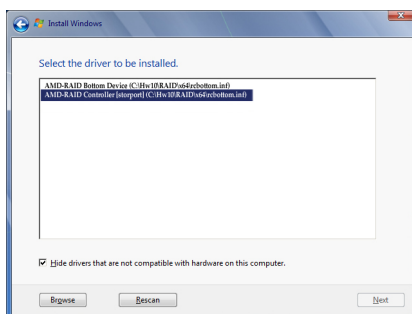 Install Windows
Select the driver to be installed.
AMD-RAID Bottom Device (C:\Hw10\RAID\x64\rcbottom.inf)
AMD-RAID Controller [storport] (C:\Hw10\RAID\x64\rcbottom.inf)
Hide drivers that are not compatible with hardware on this computer.
Browse Rescan Next